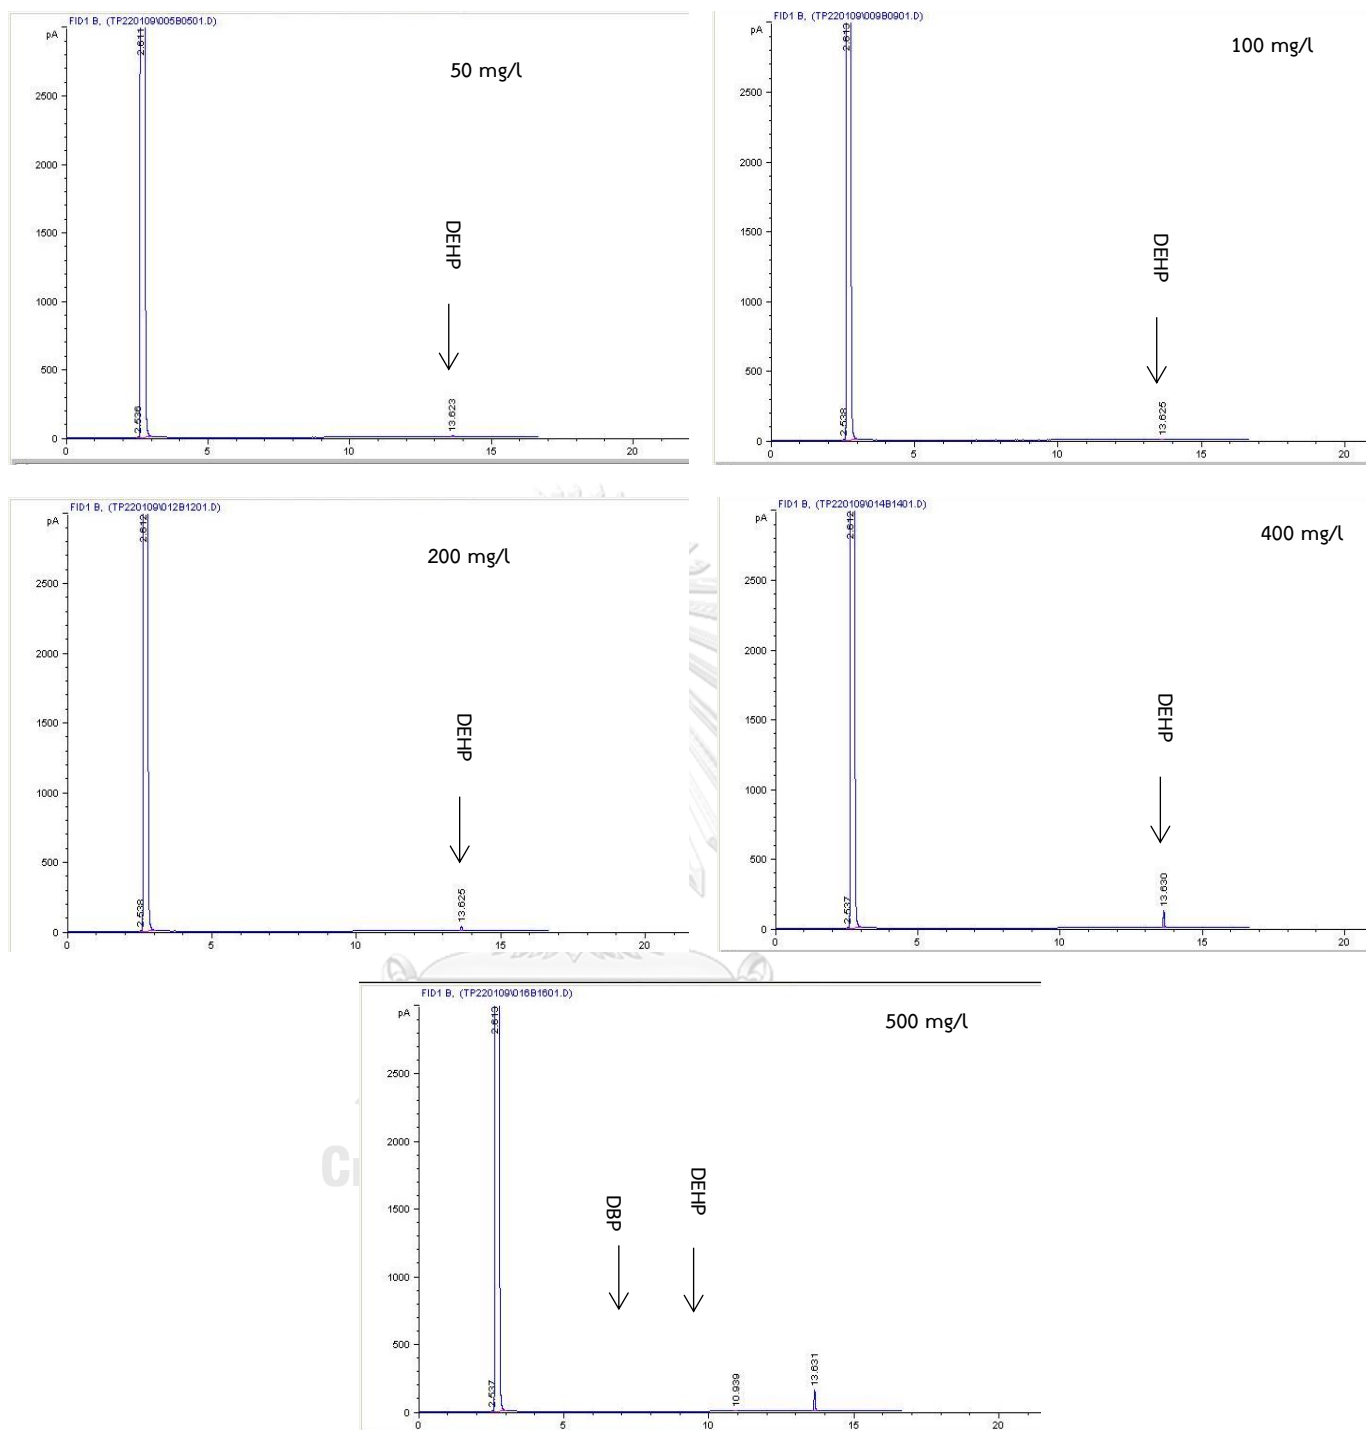 FID1 B, (TP220109\005B0501.D)
pA
2.611
50 mg/l
2500
2000
1500
1000
500
0
DEHP
2.536
13.623
0 5 10 15 20
FID1 B, (TP220109\009B0901.D)
pA
2.613
100 mg/l
2500
2000
1500
1000
500
0
DEHP
2.538
13.625
0 5 10 15 20
FID1 B, (TP220109\012B1201.D)
pA
2.612
200 mg/l
2500
2000
1500
1000
500
0
DEHP
2.538
13.625
0 5 10 15 20
FID1 B, (TP220109\014B1401.D)
pA
2.612
400 mg/l
2500
2000
1500
1000
500
0
DEHP
2.537
13.630
0 5 10 15 20
FID1 B, (TP220109\016B1601.D)
pA
2.613
500 mg/l
2500
2000
1500
1000
500
0
DBP
DEHP
2.537
10.939
13.631
0 5 10 15 20